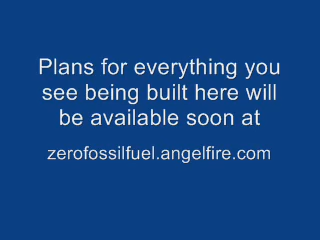 Plans for everything you
see being built here will
be available soon at
zerofossilfuel.angelfire.com